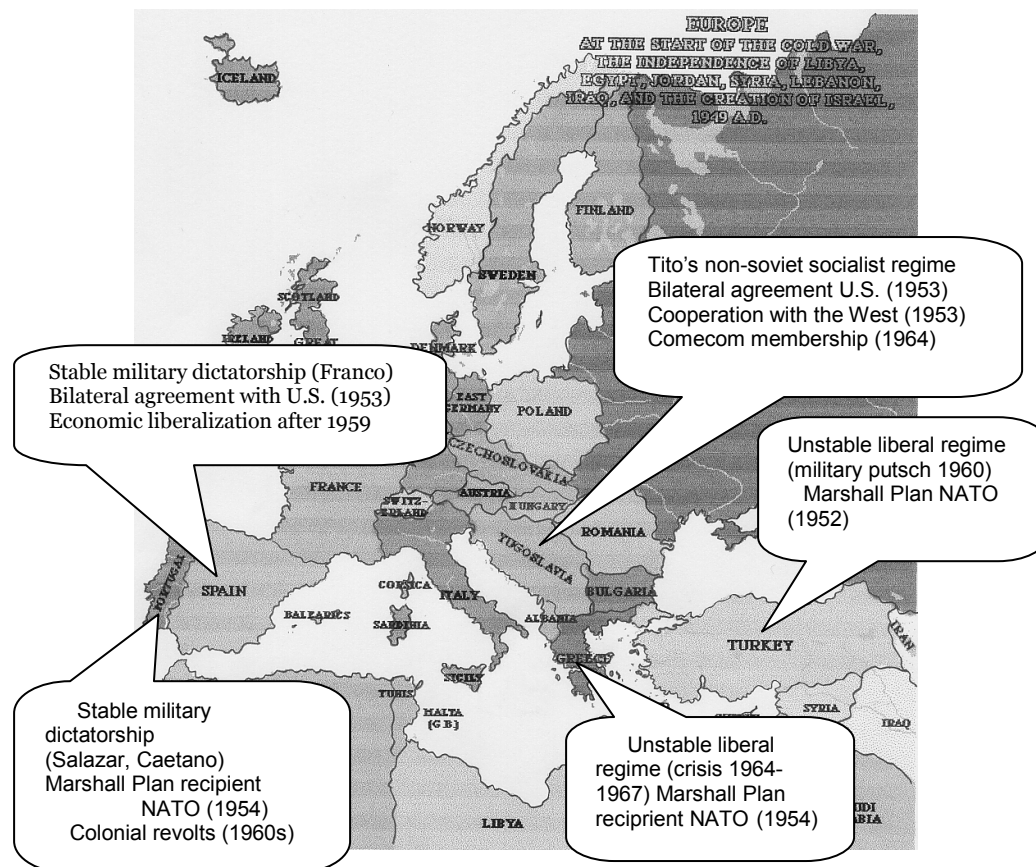 EUROPE
AT THE START OF THE COLD WAR,
THE INDEPENDENCE OF LIBYA,
EGYPT, JORDAN, SYRIA, LEBANON,
IRAQ, AND THE CREATION OF ISRAEL,
1949 A.D.
ICELAND
FINLAND
NORWAY
SWEDEN
SCOTLAND
IRELAND
GREAT
DENMARK
Tito's non-soviet socialist regime
Bilateral agreement U.S. (1953)
Cooperation with the West (1953)
Comecom membership (1964)
Stable military dictatorship (Franco)
Bilateral agreement with U.S. (1953)
Economic liberalization after 1959
EAST
GERMANY
POLAND
CZECHOSLOVAKIA
Unstable liberal regime
(military putsch 1960)
Marshall Plan NATO
(1952)
FRANCE
SWITZ-
ERLAND
AUSTRIA
HUNGARY
ROMANIA
YUGOSLAVIA
PORTUGAL
SPAIN
CORSICA
ITALY
BULGARIA
BALEARICS
SARDINIA
ALBANIA
GREECE
TURKEY
IRAN
SICILY
TUNIS
MALTA
(G.B.)
SYRIA
IRAQ
LIBYA
Stable military
dictatorship
(Salazar, Caetano)
Marshall Plan recipient
NATO (1954)
Colonial revolts (1960s)
Unstable liberal
regime (crisis 1964-
1967) Marshall Plan
reciprient NATO (1954)